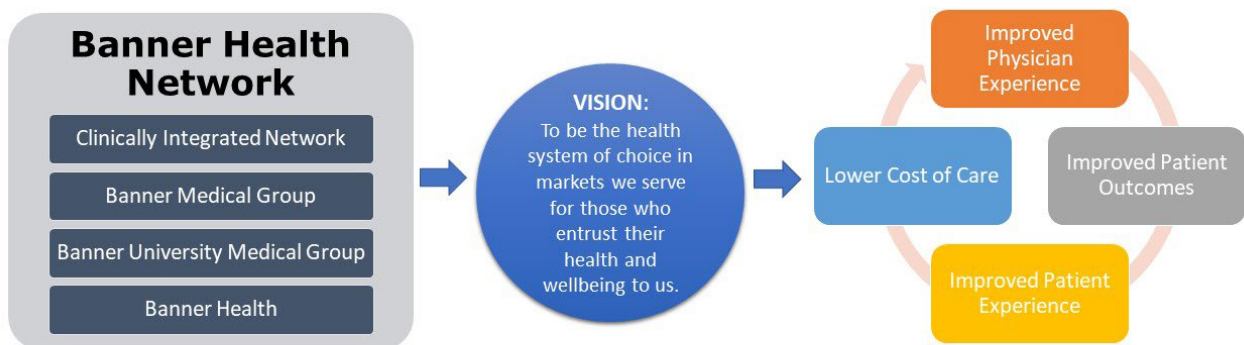 Banner Health
Network
Clinically Integrated Network
Banner Medical Group
Banner University Medical Group
Banner Health
VISION:
To be the health
system of choice in
markets we serve
for those who
entrust their
health and
wellbeing to us.
Improved
Physician
Experience
Improved Patient
Outcomes
Improved Patient
Experience
Lower Cost of Care